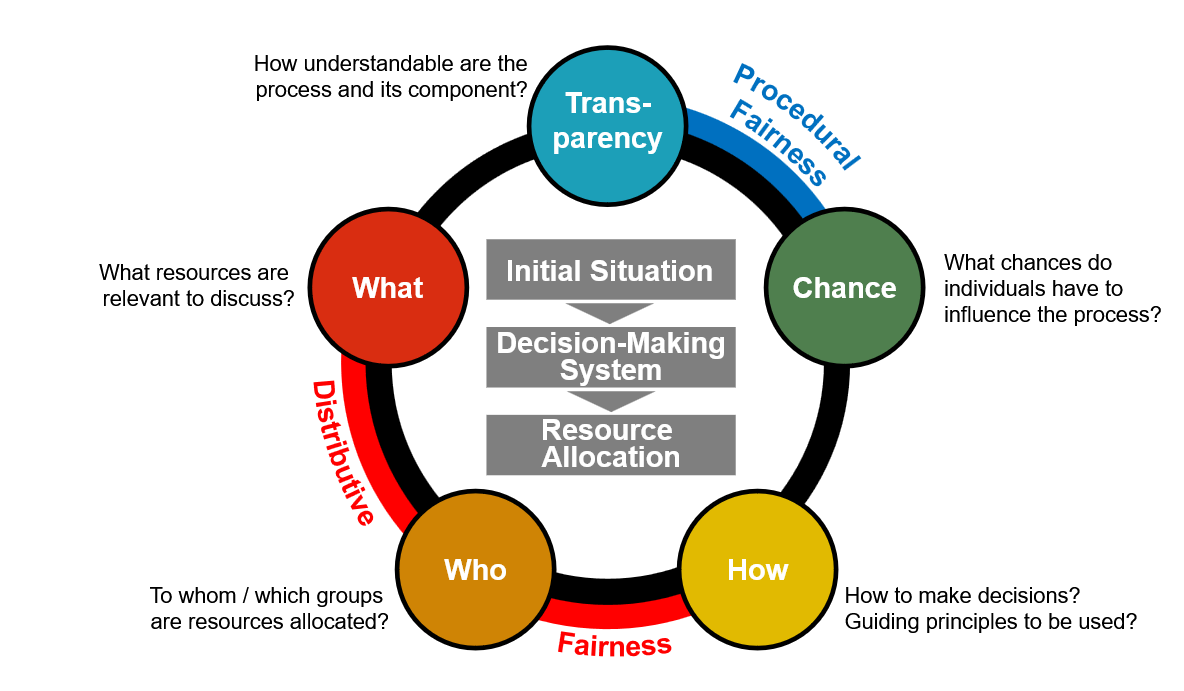 How understandable are the
process and its component?
Trans-
parency
Procedural
Fairness
What
What resources are
relevant to discuss?
Initial Situation
Decision-Making
System
Resource
Allocation
Chance
What chances do
individuals have to
influence the process?
Distributive
Fairness
Who
To whom / which groups
are resources allocated?
How
How to make decisions?
Guiding principles to be used?